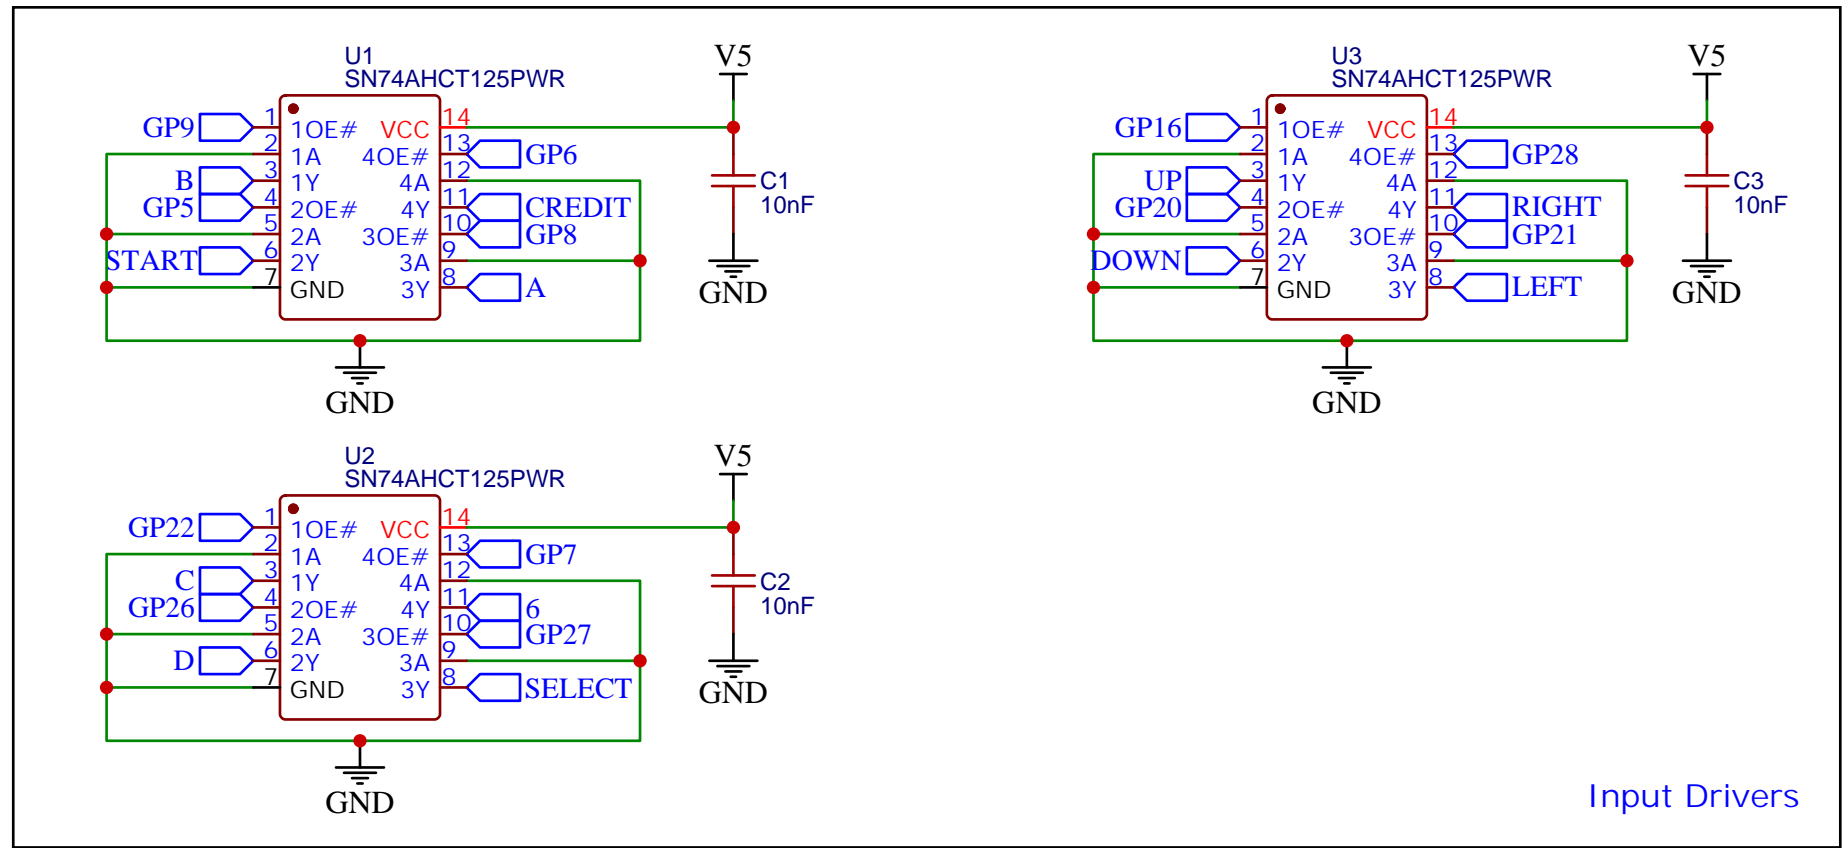 U1
SN74AHCT125PWR
V5
GP9 1 1OE# VCC 14
2 1A 4OE# 13 GP6
B 3 1Y 4A 12
GP5 4 2OE# 4Y 11 CREDIT
5 2A 3OE# 10 GP8
START 6 2Y 3A 9
7 GND 3Y 8 A
C1
10nF
GND
GND
U3
SN74AHCT125PWR
V5
GP16 1 1OE# VCC 14
2 1A 4OE# 13 GP28
UP 3 1Y 4A 12
GP20 4 2OE# 4Y 11 RIGHT
5 2A 3OE# 10 GP21
DOWN 6 2Y 3A 9
7 GND 3Y 8 LEFT
C3
10nF
GND
GND
U2
SN74AHCT125PWR
V5
GP22 1 1OE# VCC 14
2 1A 4OE# 13 GP7
C 3 1Y 4A 12
GP26 4 2OE# 4Y 11 6
5 2A 3OE# 10 GP27
D 6 2Y 3A 9
7 GND 3Y 8 SELECT
C2
10nF
GND
GND
Input Drivers